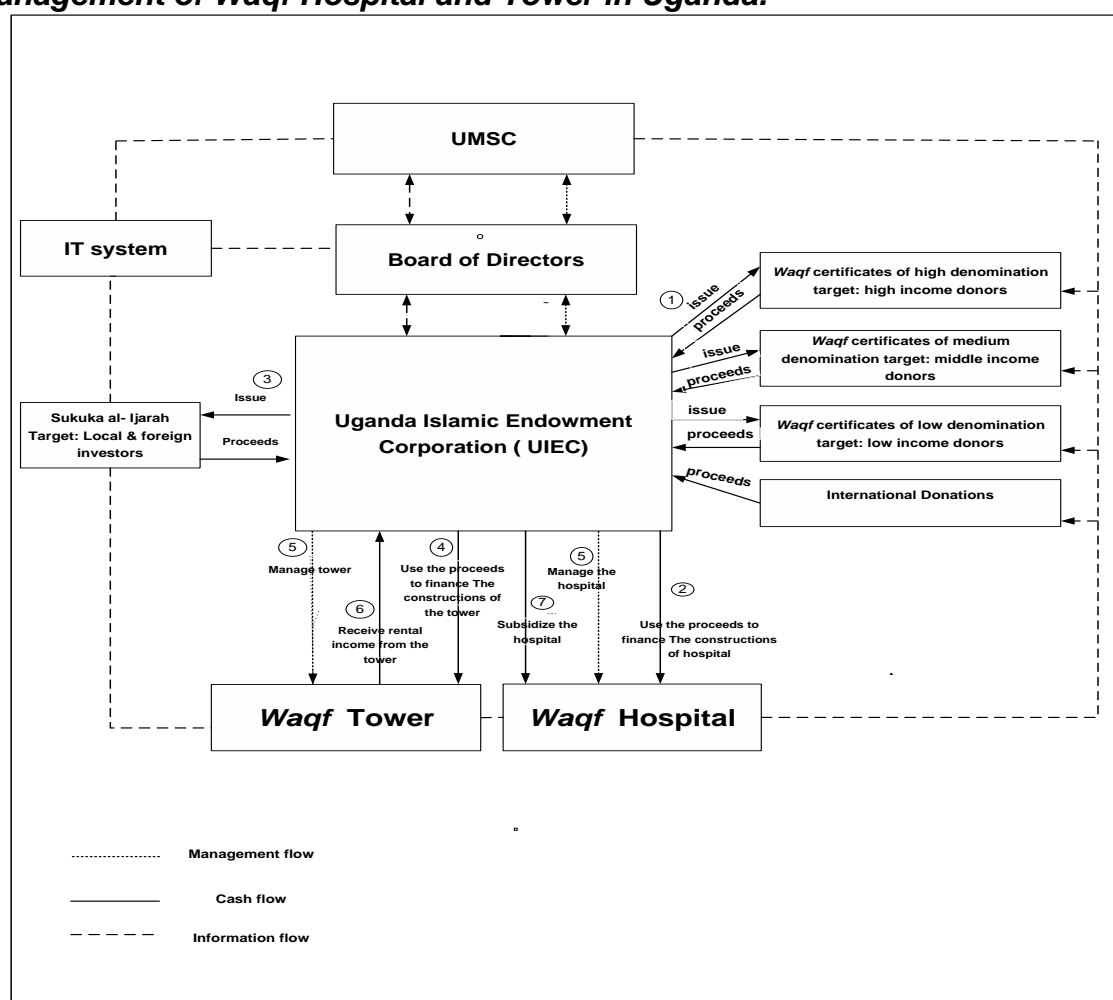 anagement of Waqf Hospital and Tower in Uganda.
UMSC
IT system
Board of Directors
Waqf certificates of high denomination
target: high income donors
1
issue
proceeds
Waqf certificates of medium
denomination target: middle income
donors
issue
proceeds
3
Issue
Sukuka al- Ijarah
Target: Local & foreign
investors
Proceeds
Uganda Islamic Endowment
Corporation ( UIEC)
issue
proceeds
Waqf certificates of low denomination
target: low income donors
proceeds
International Donations
5
Manage tower
6
Receive rental
income from the
tower
4
Use the proceeds
to finance The
constructions of
the tower
7
Subsidize the
hospital
5
Manage the
hospital
2
Use the proceeds to
finance The constructions
of hospital
Waqf Tower
Waqf Hospital
Management flow
Cash flow
Information flow